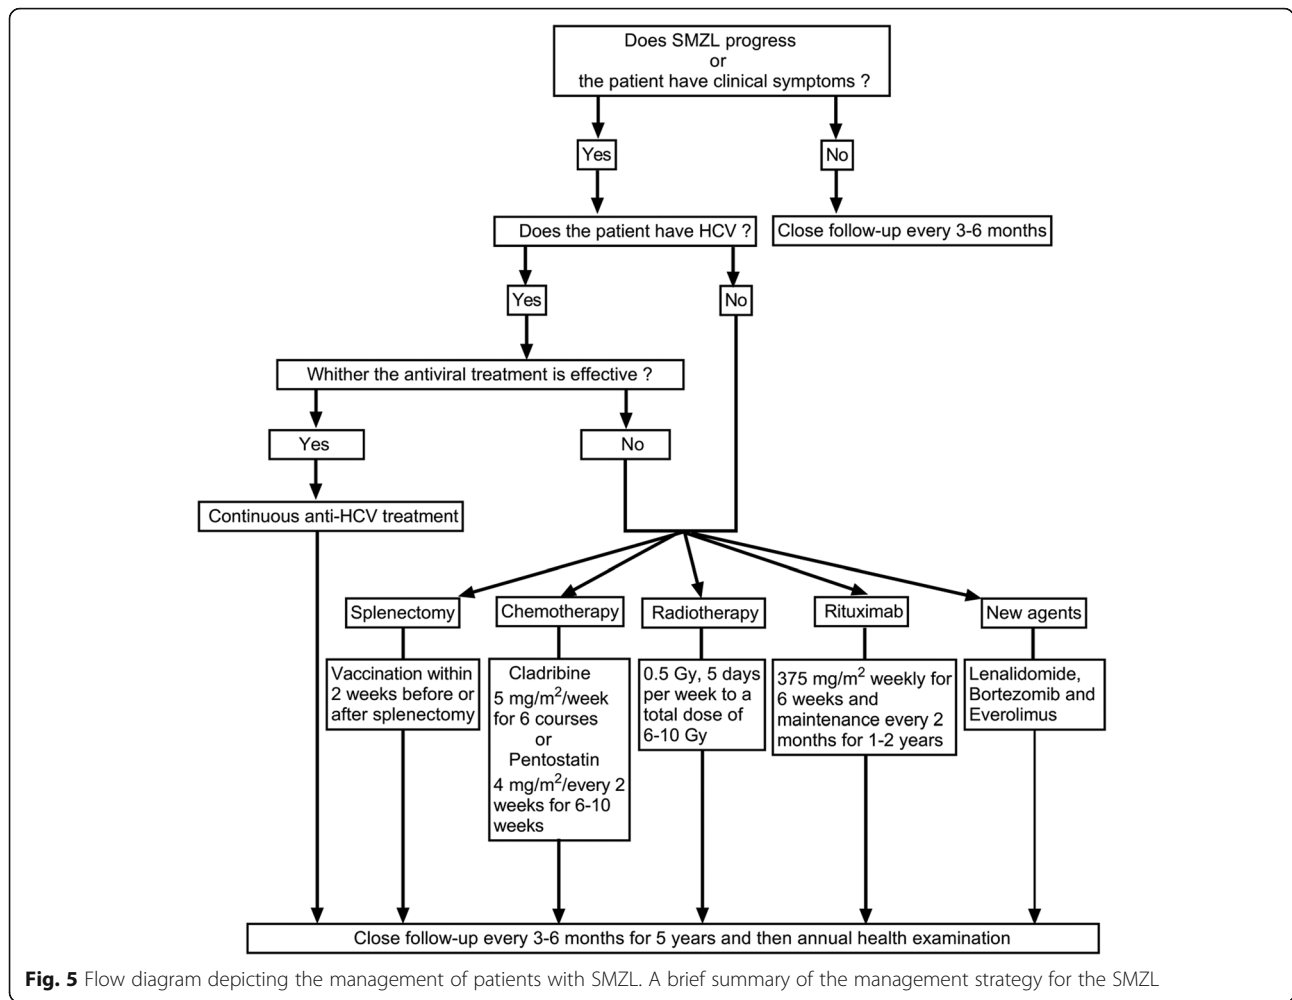 Does SMZL progress
or
the patient have clinical symptoms ?
Yes
No
Does the patient have HCV ?
Close follow-up every 3-6 months
Yes
No
Whither the antiviral treatment is effective ?
Yes
No
Continuous anti-HCV treatment
Splenectomy
Chemotherapy
Radiotherapy
Rituximab
New agents
Vaccination within
2 weeks before or
after splenectomy
Cladribine
5 mg/m²/week
for 6 courses
or
Pentostatin
4 mg/m²/every 2
weeks for 6-10
weeks
0.5 Gy, 5 days
per week to a
total dose of
6-10 Gy
375 mg/m² weekly for
6 weeks and
maintenance every 2
months for 1-2 years
Lenalidomide,
Bortezomib and
Everolimus
Close follow-up every 3-6 months for 5 years and then annual health examination
Fig. 5 Flow diagram depicting the management of patients with SMZL. A brief summary of the management strategy for the SMZL